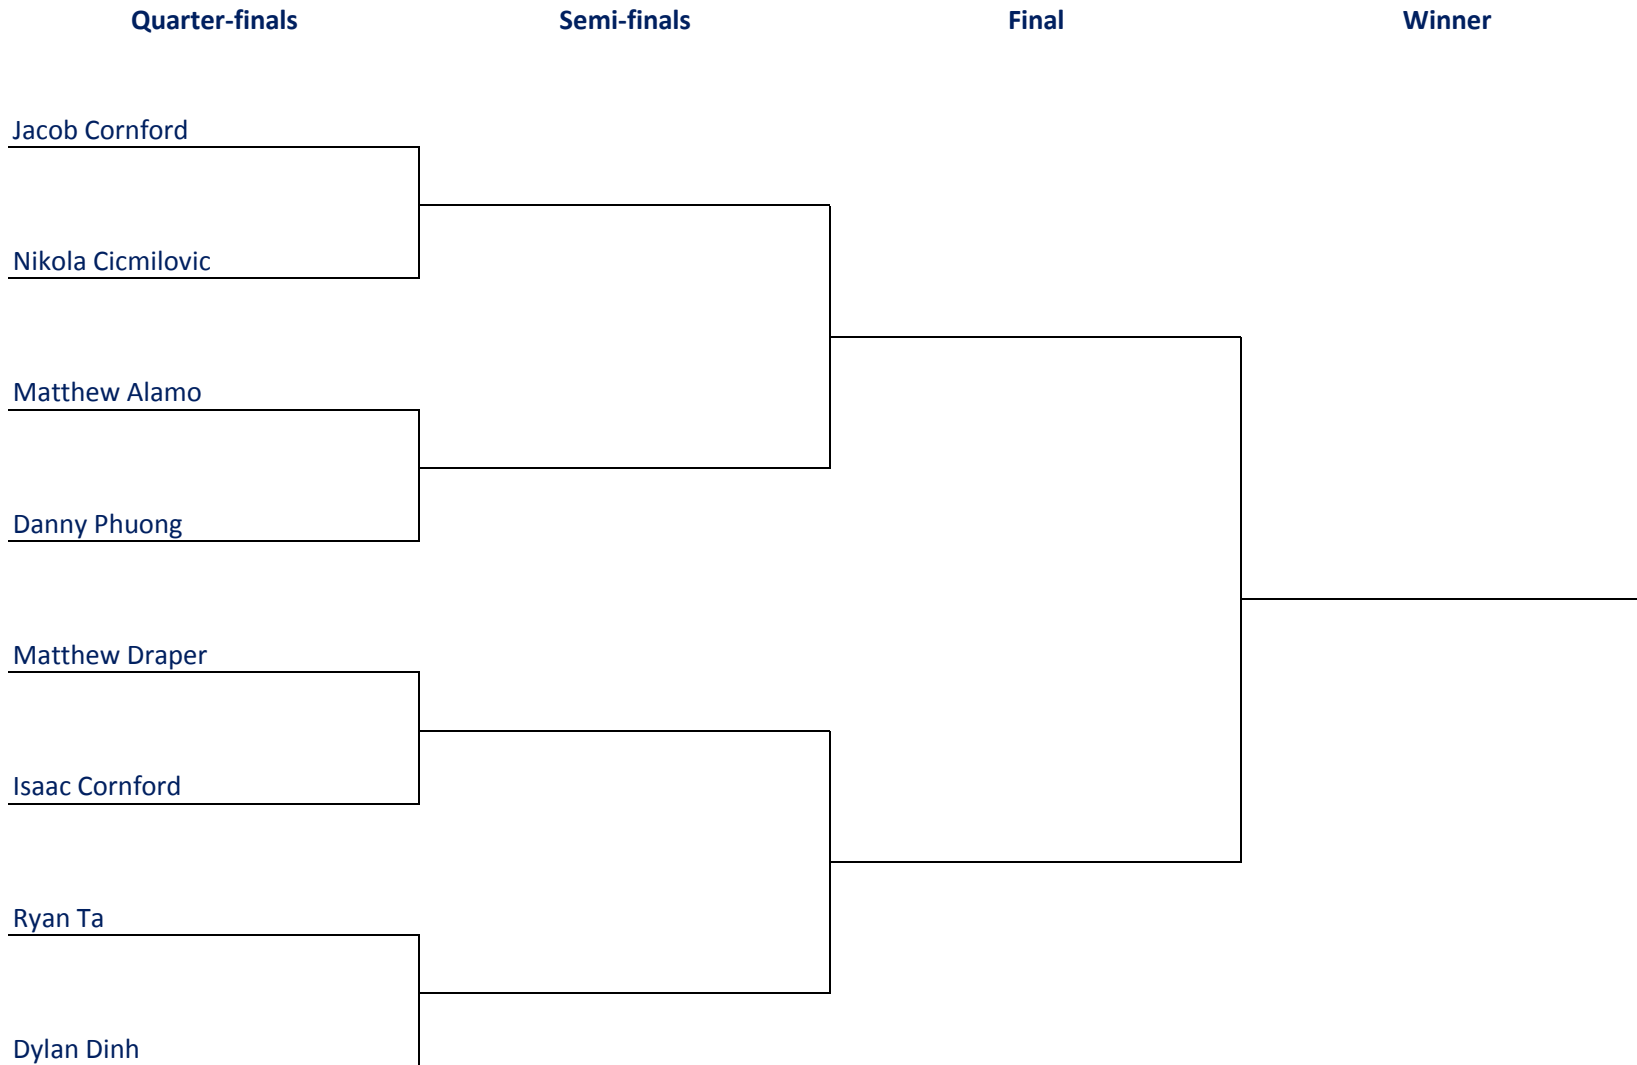 Quarter-finals Semi-finals Final Winner
Jacob Cornford
Nikola Cicmilovic
Matthew Alamo
Danny Phuong
Matthew Draper
Isaac Cornford
Ryan Ta
Dylan Dinh